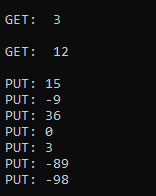 GET:  3
GET:  12
PUT: 15
PUT: -9
PUT: 36
PUT: 0
PUT: 3
PUT: -89
PUT: -98